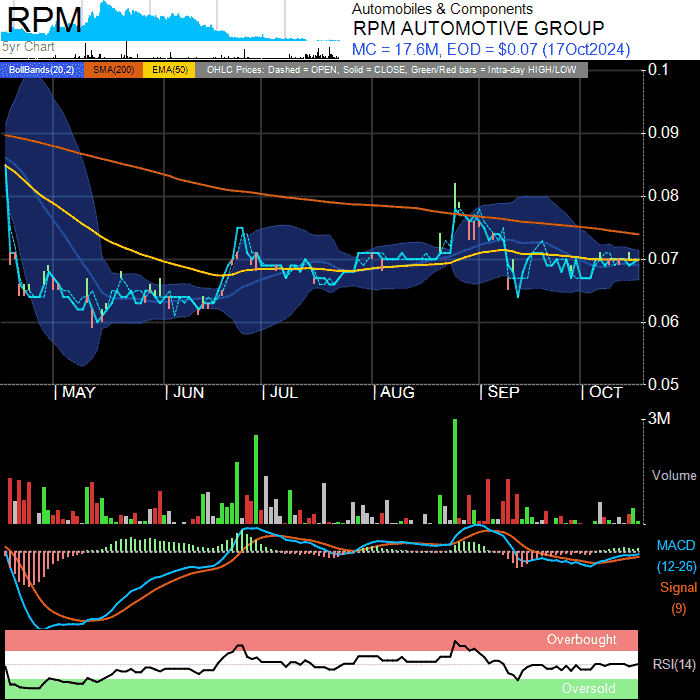 RPM
5yr Chart
Automobiles & Components
RPM AUTOMOTIVE GROUP
MC = 17.6M, EOD = $0.07 (17Oct2024)
BollBands(20,2) SMA(200) EMA(50) OHLC Prices: Dashed = OPEN, Solid = CLOSE, Green/Red bars = Intra-day HIGH/LOW
0.1
0.09
0.08
0.07
0.06
0.05
MAY JUN JUL AUG SEP OCT
3M
Volume
MACD
(12-26)
Signal
(9)
Overbought
RSI(14)
Oversold